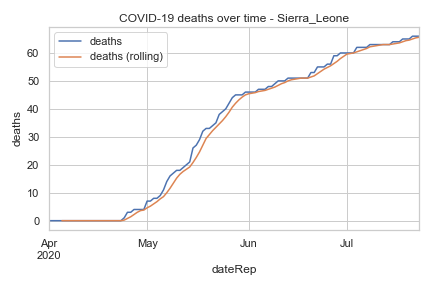 COVID-19 deaths over time - Sierra_Leone
deaths
deaths (rolling)
deaths
60
50
40
30
20
10
0
Apr
2020
May
Jun
Jul
dateRep